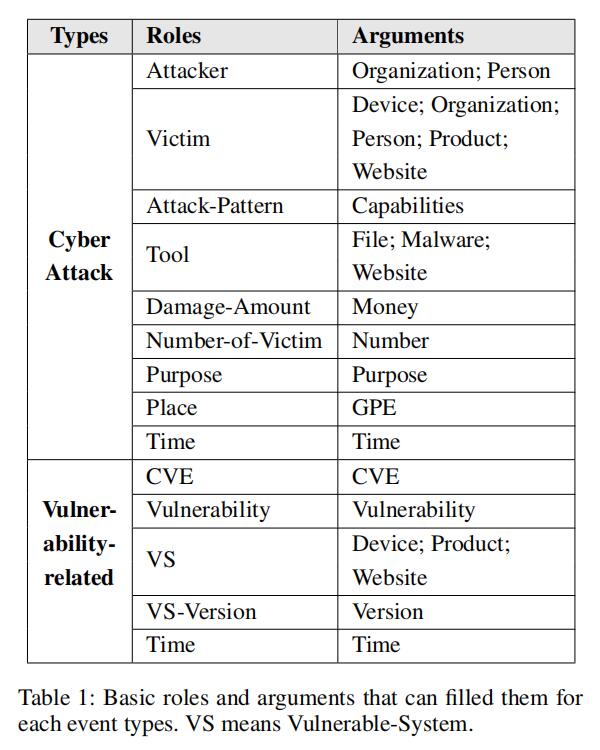 Types Roles Arguments
Attacker Organization; Person
Device; Organization;
Victim Person; Product;
Website
Attack-Pattern Capabilities
Cyber
Attack
Tool File; Malware;
Website
Damage-Amount Money
Number-of-Victim Number
Purpose Purpose
Place GPE
Time Time
CVE CVE
Vulner-
ability-
related
Vulnerability Vulnerability
VS Device; Product;
Website
VS-Version Version
Time Time
Table 1: Basic roles and arguments that can filled them for
each event types. VS means Vulnerable-System.